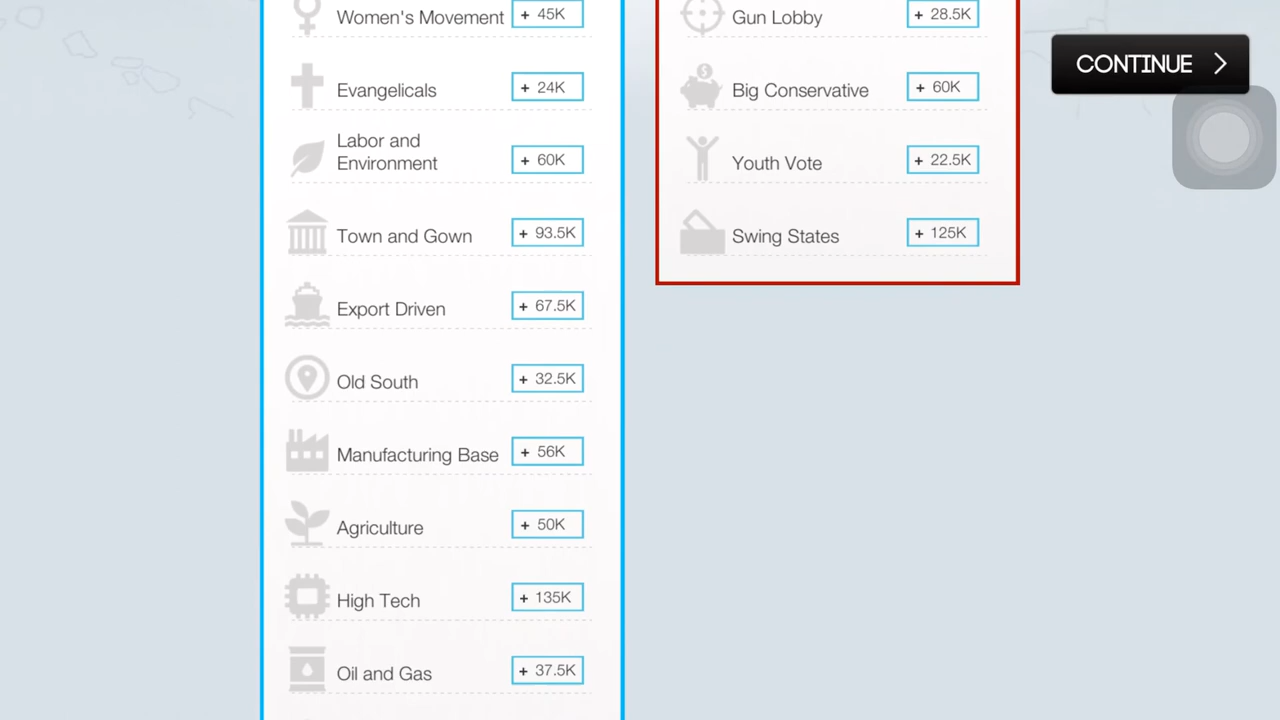 Women's Movement + 45K
Evangelicals + 24K
Labor and
Environment + 60K
Town and Gown + 93.5K
Export Driven + 67.5K
Old South + 32.5K
Manufacturing Base + 56K
Agriculture + 50K
High Tech + 135K
Oil and Gas + 37.5K
Gun Lobby + 28.5K
Big Conservative + 60K
Youth Vote + 22.5K
Swing States + 125K
CONTINUE